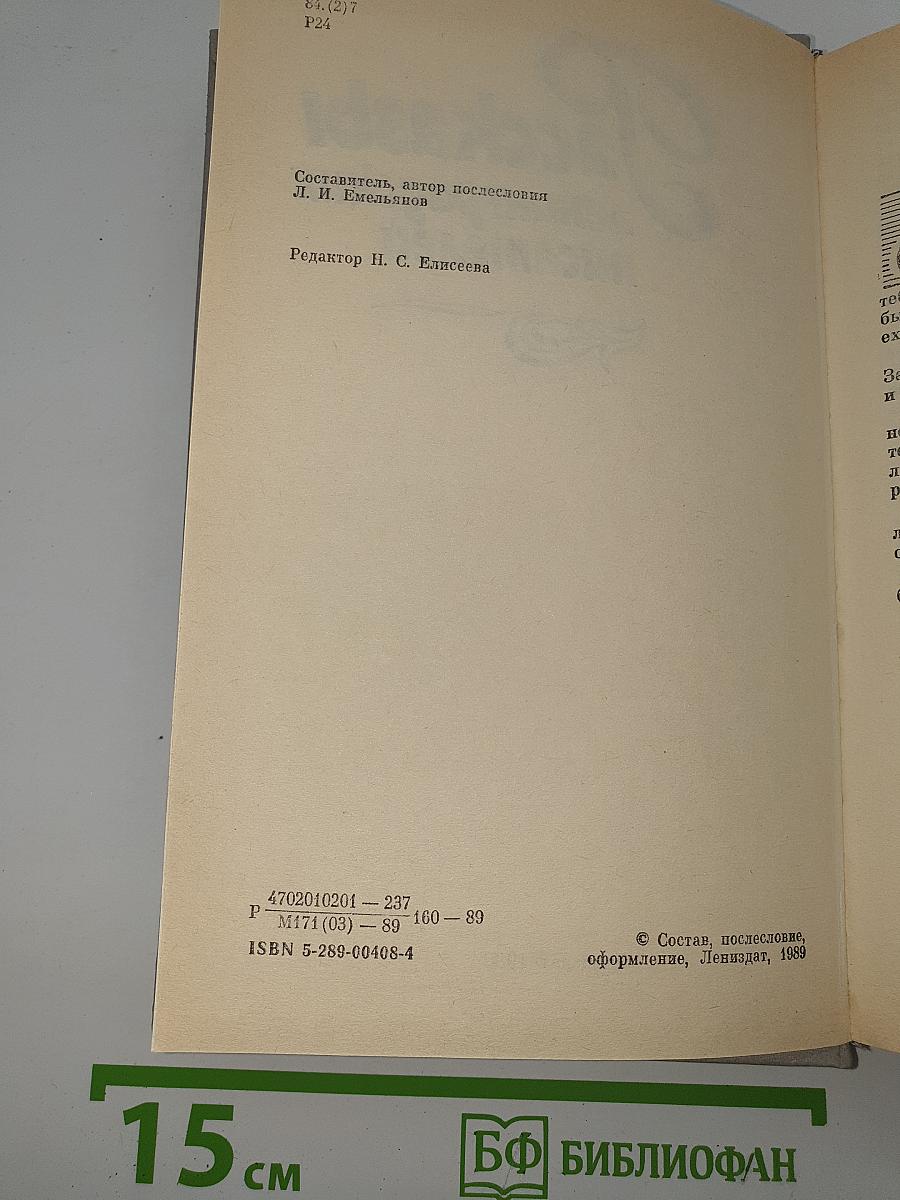 84.(2)7
Р24
Составитель, автор послесловия
Л. И. Емельянов
Редактор Н. С. Елисеева
Р 4702010201 — 237
М171 (03) — 89 160 — 89
ISBN 5-289-00408-4
© Состав, послесловие,
оформление, Лениздат, 1989
15 см
БФ БИБЛИОФАН